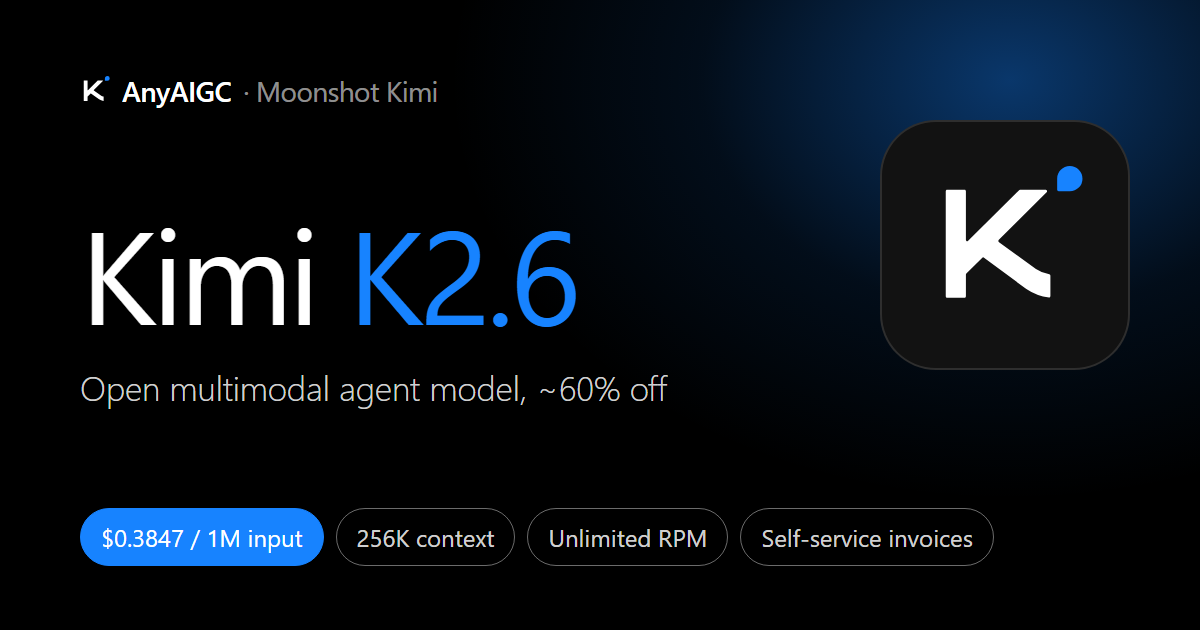 AnyAIGC · Moonshot Kimi
Kimi K2.6
Open multimodal agent model, ~60% off
$0.3847 / 1M input
256K context
Unlimited RPM
Self-service invoices